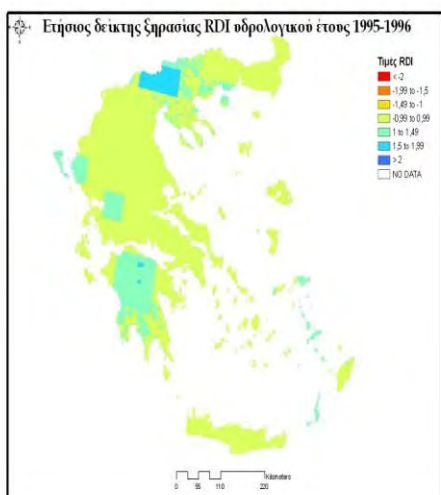 Ετήσιος δείκτης ξηρασίας RDI υδρολογικού έτους 1995-1996
Τιμές RDI
< -2
-1,99 to -1,5
-1,49 to -1
-0,99 to 0,99
1 to 1,49
1,5 to 1,99
> 2
NO DATA
Kilometers
0 55 110 220